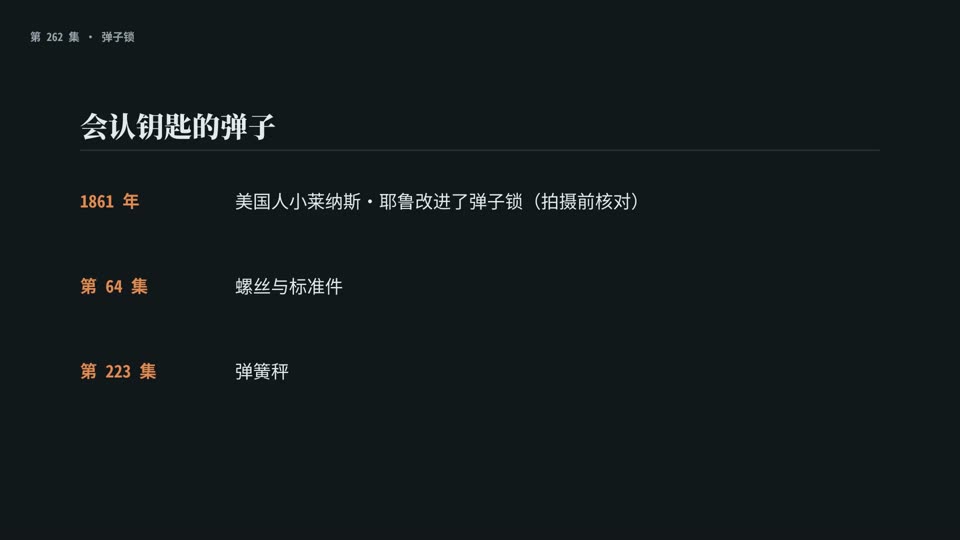 第 262 集 · 弹子锁
会认钥匙的弹子
1861 年 美国人小莱纳斯·耶鲁改进了弹子锁（拍摄前核对）
第 64 集 螺丝与标准件
第 223 集 弹簧秤